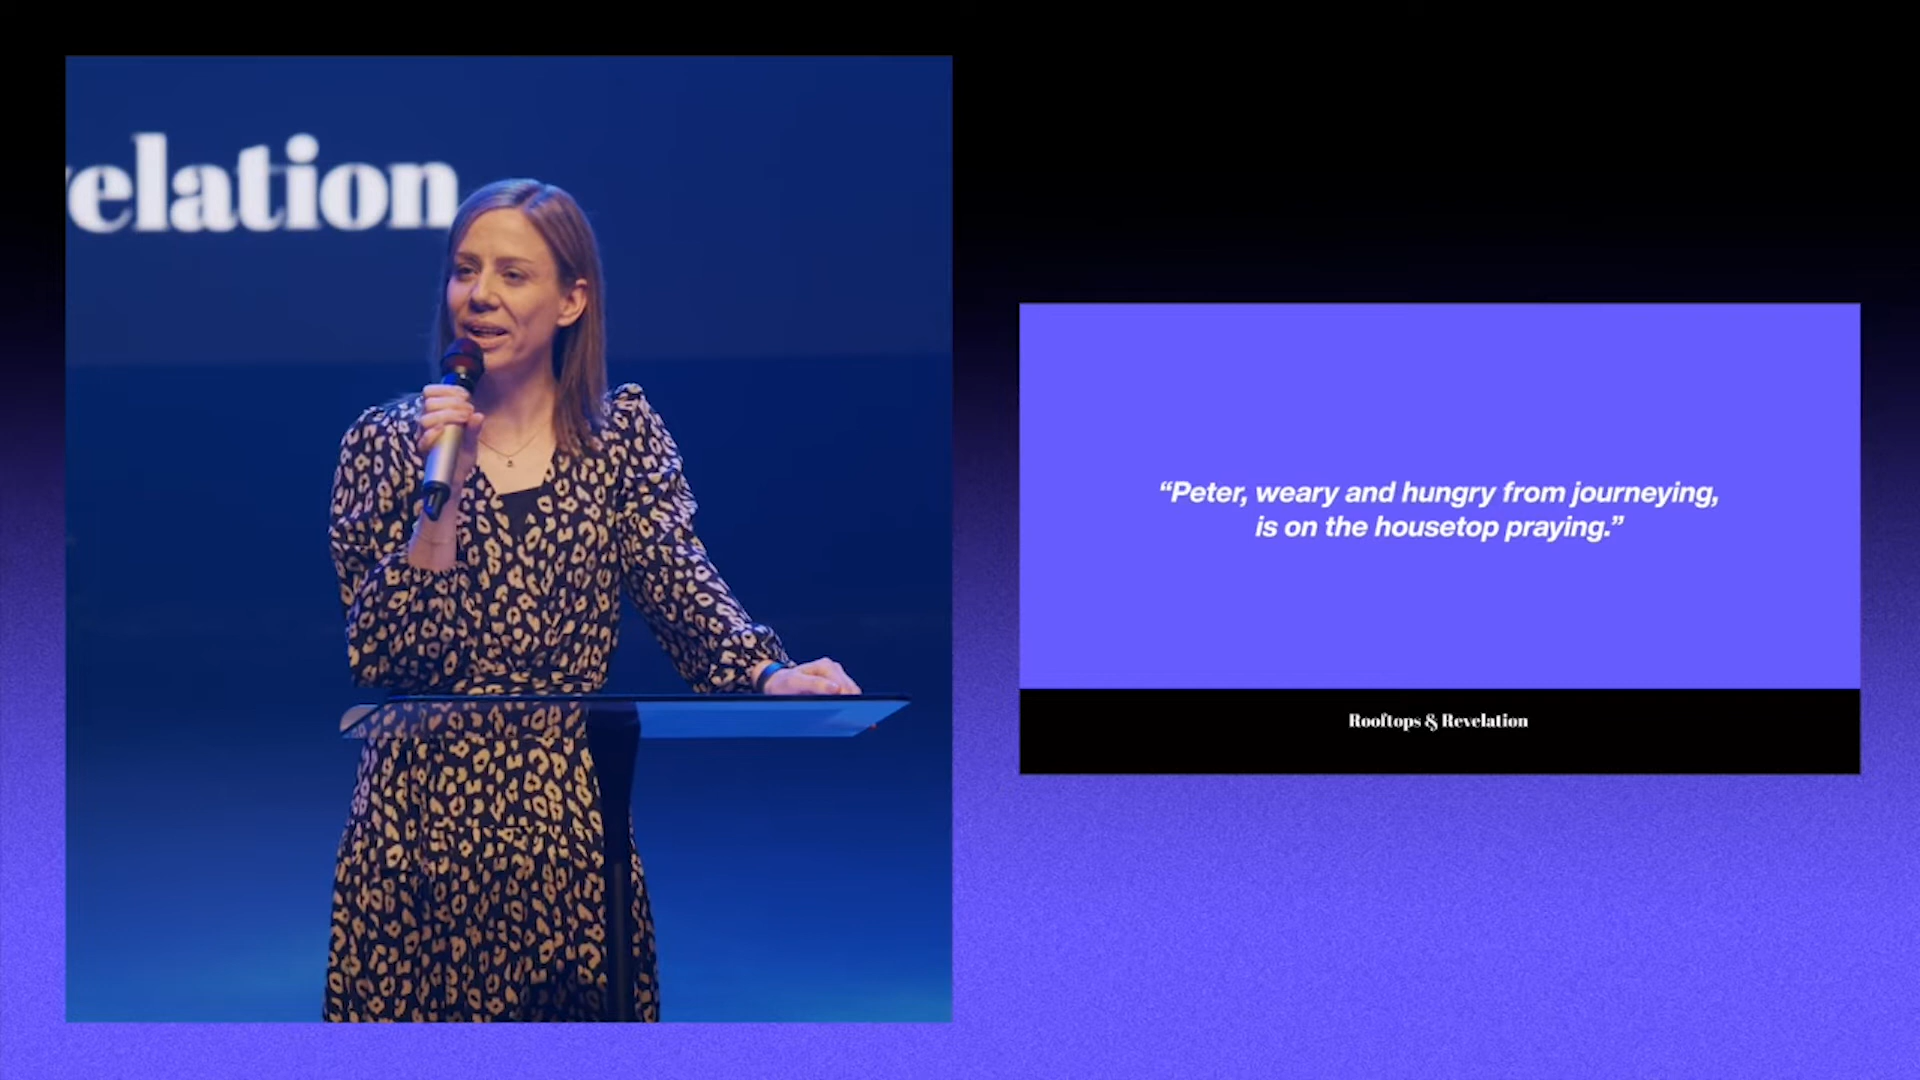 elation
“Peter, weary and hungry from journeying,
is on the housetop praying.”
Rooftops & Revelation